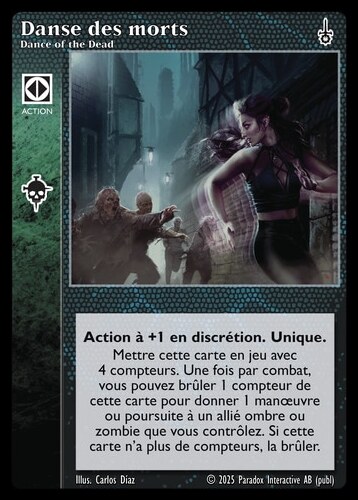 Danse des morts
Dance of the Dead
ACTION
Action à +1 en discrétion. Unique.
Mettre cette carte en jeu avec
4 compteurs. Une fois par combat,
vous pouvez brûler 1 compteur de
cette carte pour donner 1 manœuvre
ou poursuite à un allié ombre ou
zombie que vous contrôlez. Si cette
carte n'a plus de compteurs, la brûler.
Illus. Carlos Díaz
© 2025 Paradox Interactive AB (publ)